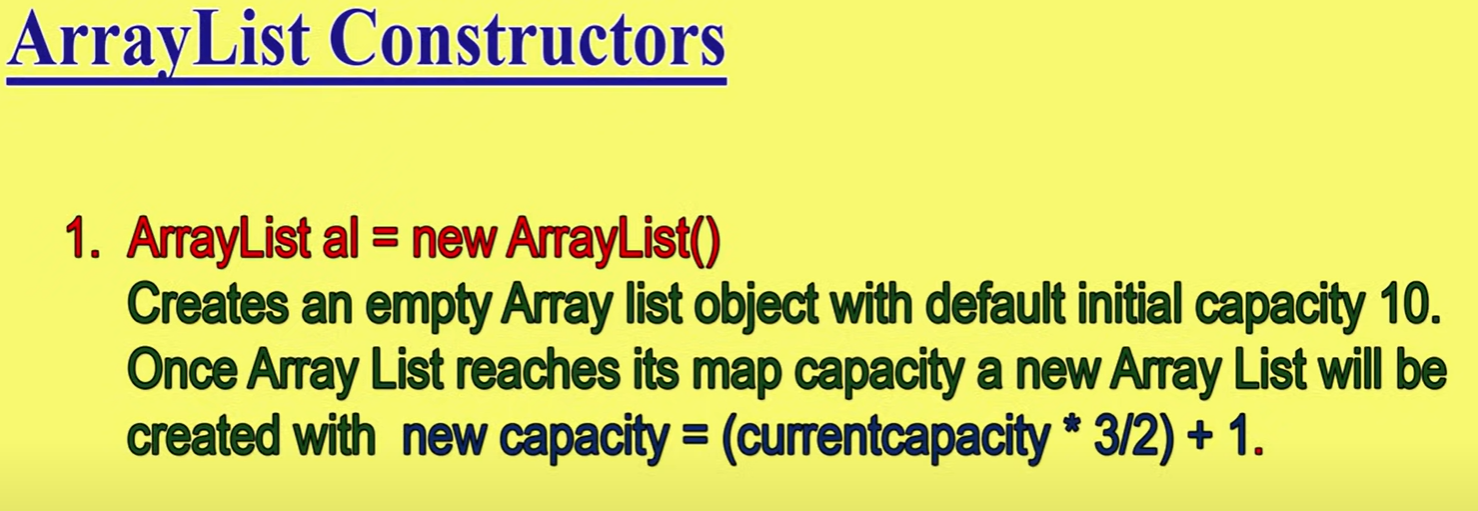 ArrayList Constructors
1. ArrayList al = new ArrayList()
Creates an empty Array list object with default initial capacity 10.
Once Array List reaches its map capacity a new Array List will be
created with new capacity = (currentcapacity * 3/2) + 1.